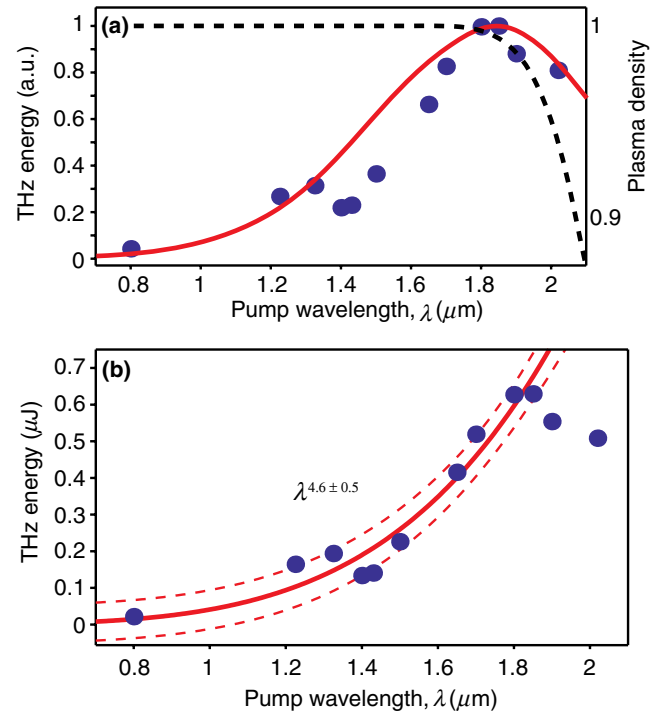 (a)
THz energy (a.u.)
1
0.8
0.6
0.4
0.2
0
1
0.9
Plasma density
0.8 1 1.2 1.4 1.6 1.8 2
Pump wavelength, λ (μm)
(b)
THz energy (μJ)
0.7
0.6
0.5
0.4
0.3
0.2
0.1
0
λ^4.6 ± 0.5
0.8 1 1.2 1.4 1.6 1.8 2
Pump wavelength, λ (μm)